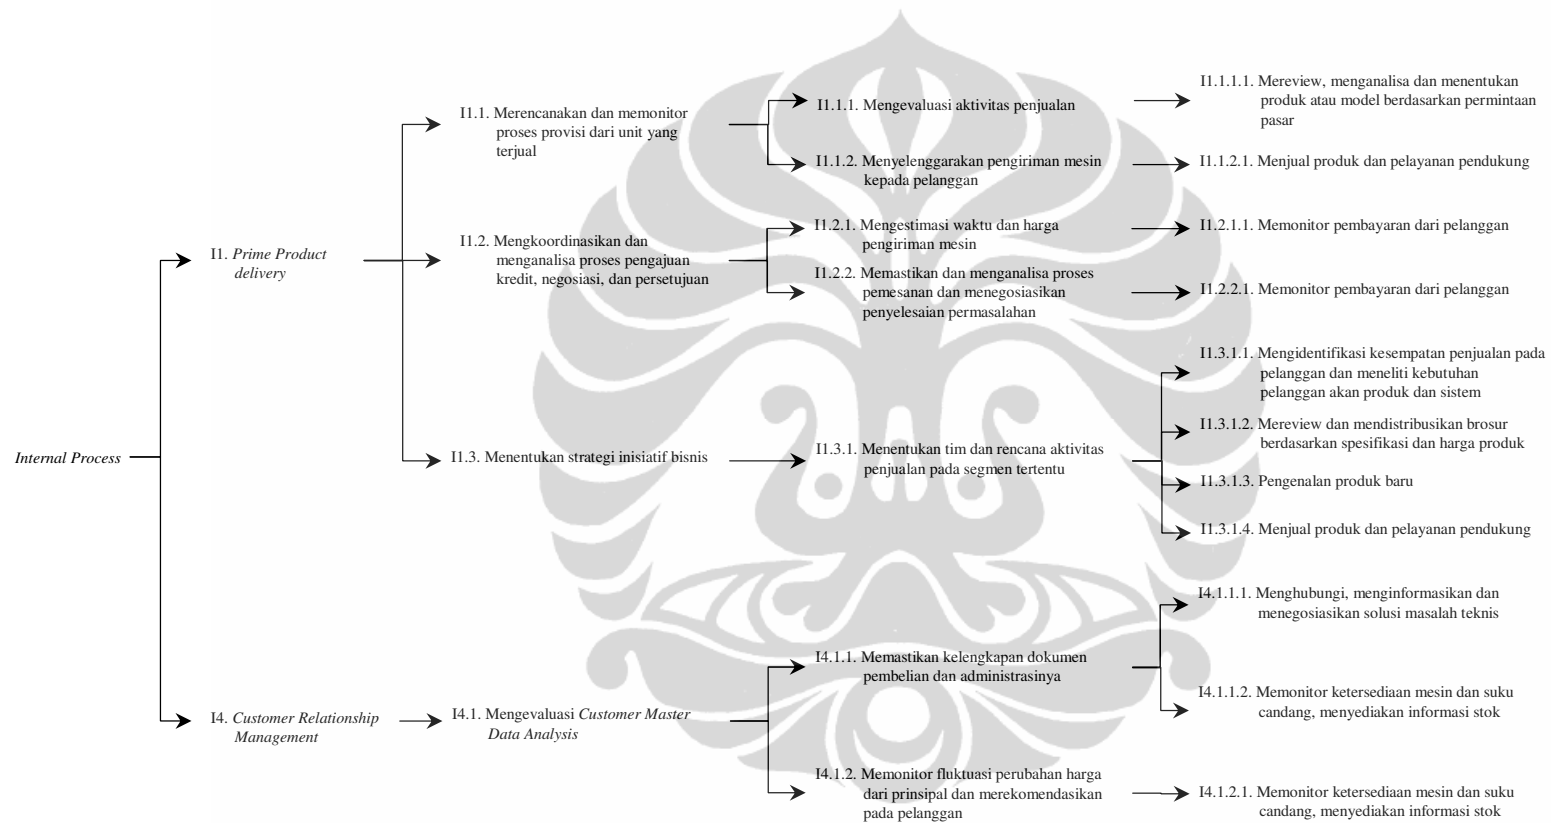 Internal Process
I1. Prime Product
delivery
I1.1. Merencanakan dan memonitor
proses provisi dari unit yang
terjual
I1.1.1. Mengevaluasi aktivitas penjualan
I1.1.1.1. Mereview, menganalisa dan menentukan
produk atau model berdasarkan permintaan
pasar
I1.1.2. Menyelenggarakan pengiriman mesin
kepada pelanggan
I1.1.2.1. Menjual produk dan pelayanan pendukung
I1.2. Mengkoordinasikan dan
menganalisa proses pengajuan
kredit, negosiasi, dan persetujuan
I1.2.1. Mengestimasi waktu dan harga
pengiriman mesin
I1.2.1.1. Memonitor pembayaran dari pelanggan
I1.2.2. Memastikan dan menganalisa proses
pemesanan dan menegosiasikan
penyelesaian permasalahan
I1.2.2.1. Memonitor pembayaran dari pelanggan
I1.3. Menentukan strategi inisiatif bisnis
I1.3.1. Menentukan tim dan rencana aktivitas
penjualan pada segmen tertentu
I1.3.1.1. Mengidentifikasi kesempatan penjualan pada
pelanggan dan meneliti kebutuhan
pelanggan akan produk dan sistem
I1.3.1.2. Mereview dan mendistribusikan brosur
berdasarkan spesifikasi dan harga produk
I1.3.1.3. Pengenalan produk baru
I1.3.1.4. Menjual produk dan pelayanan pendukung
I4. Customer Relationship
Management
I4.1. Mengevaluasi Customer Master
Data Analysis
I4.1.1. Memastikan kelengkapan dokumen
pembelian dan administrasinya
I4.1.1.1. Menghubungi, menginformasikan dan
menegosiasikan solusi masalah teknis
I4.1.1.2. Memonitor ketersediaan mesin dan suku
candang, menyediakan informasi stok
I4.1.2. Memonitor fluktuasi perubahan harga
dari prinsipal dan merekomendasikan
pada pelanggan
I4.1.2.1. Memonitor ketersediaan mesin dan suku
candang, menyediakan informasi stok